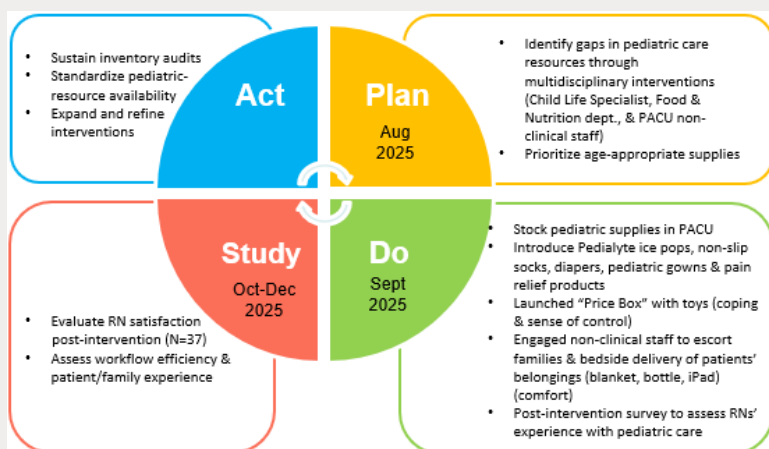 • Sustain inventory audits
• Standardize pediatric-
resource availability
• Expand and refine
interventions
Act
Plan
Aug
2025
• Identify gaps in pediatric care
resources through
multidisciplinary interventions
(Child Life Specialist, Food &
Nutrition dept., & PACU non-
clinical staff)
• Prioritize age-appropriate supplies
Study
Oct-Dec
2025
• Evaluate RN satisfaction
post-intervention (N=37)
• Assess workflow efficiency &
patient/family experience
Do
Sept
2025
• Stock pediatric supplies in PACU
• Introduce Pedialyte ice pops, non-slip
socks, diapers, pediatric gowns & pain
relief products
• Launched “Price Box” with toys (coping
& sense of control)
• Engaged non-clinical staff to escort
families & bedside delivery of patients’
belongings (blanket, bottle, iPad)
(comfort)
• Post-intervention survey to assess RNs’
experience with pediatric care